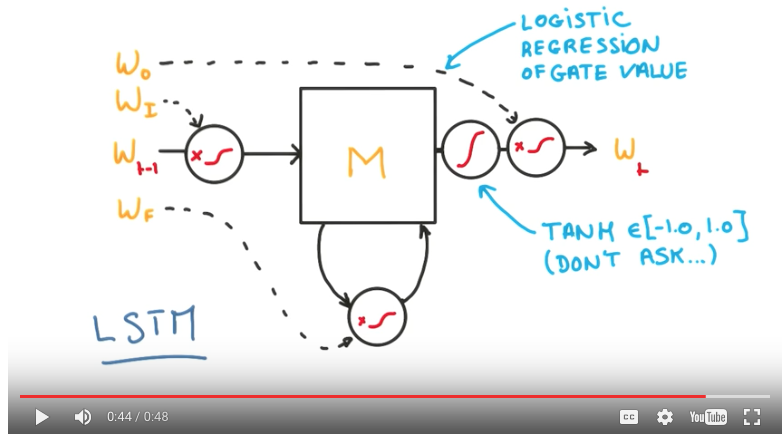 LOGISTIC
REGRESSION
OF GATE VALUE
W_O
W_I
W_{t-1}
W_F
× 
M
×
W_t
×
TANH ∈[-1.0, 1.0]
(DON'T ASK...)
LSTM
0:44 / 0:48
CC
YouTube